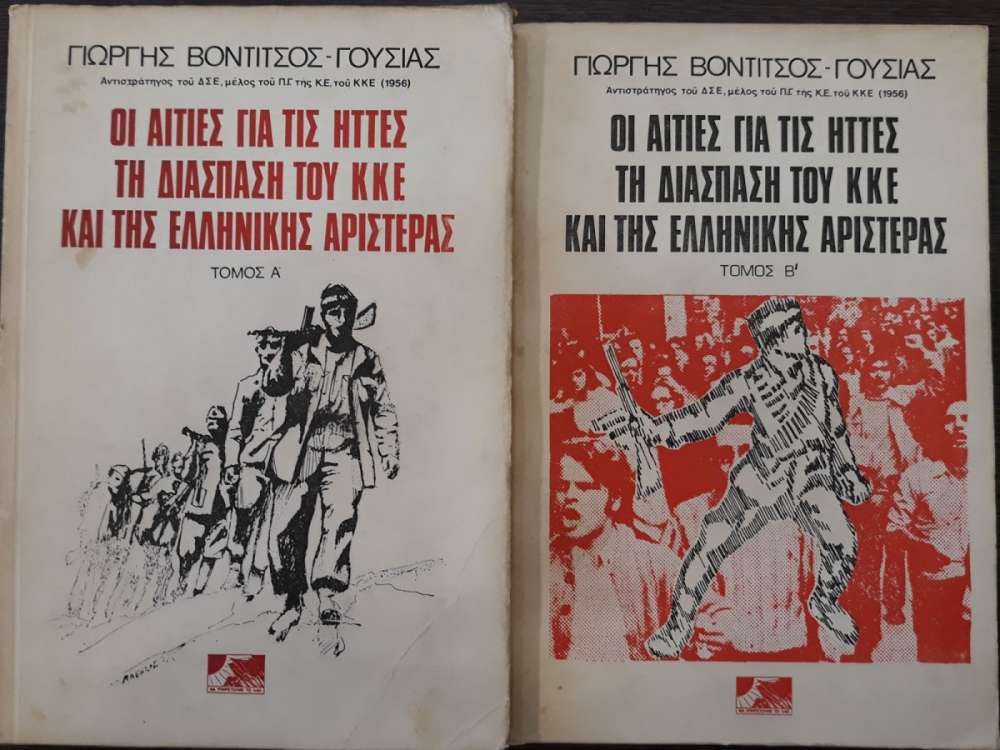 ΓΙΩΡΓΗΣ ΒΟΝΤΙΤΣΟΣ-ΓΟΥΣΙΑΣ
Αντιστράτηγος τοῦ ΔΣΕ, μέλος τοῦ Π.Γ τῆς Κ.Ε. τοῦ ΚΚΕ (1956)
ΟΙ ΑΙΤΙΕΣ ΓΙΑ ΤΙΣ ΗΤΤΕΣ
ΤΗ ΔΙΑΣΠΑΣΗ ΤΟΥ ΚΚΕ
ΚΑΙ ΤΗΣ ΕΛΛΗΝΙΚΗΣ ΑΡΙΣΤΕΡΑΣ
ΤΟΜΟΣ Α'
ΓΙΩΡΓΗΣ ΒΟΝΤΙΤΣΟΣ-ΓΟΥΣΙΑΣ
Αντιστράτηγος τοῦ ΔΣΕ, μέλος τοῦ Π.Γ τῆς Κ.Ε. τοῦ ΚΚΕ (1956)
ΟΙ ΑΙΤΙΕΣ ΓΙΑ ΤΙΣ ΗΤΤΕΣ
ΤΗ ΔΙΑΣΠΑΣΗ ΤΟΥ ΚΚΕ
ΚΑΙ ΤΗΣ ΕΛΛΗΝΙΚΗΣ ΑΡΙΣΤΕΡΑΣ
ΤΟΜΟΣ Β'